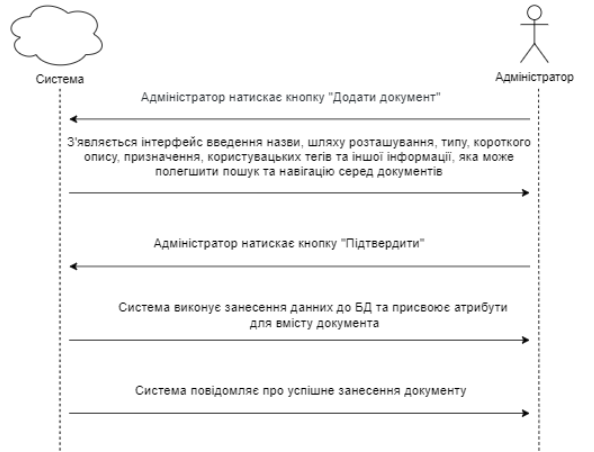 Система
Адміністратор
Адміністратор натискає кнопку "Додати документ"
З'являється інтерфейс введення назви, шляху розташування, типу, короткого
опису, призначення, користувацьких тегів та іншої інформації, яка може
полегшити пошук та навігацію серед документів
Адміністратор натискає кнопку "Підтвердити"
Система виконує занесення данних до БД та присвоює атрибути
для вмісту документа
Система повідомляє про успішне занесення документу